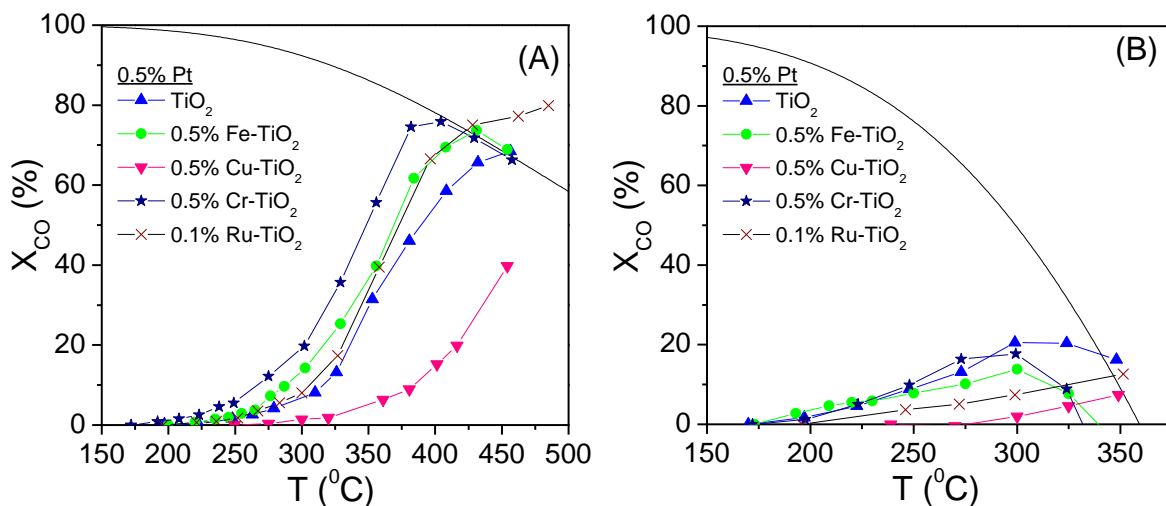 (A)
0.5% Pt
TiO₂
0.5% Fe-TiO₂
0.5% Cu-TiO₂
0.5% Cr-TiO₂
0.1% Ru-TiO₂
X_CO (%)
100
80
60
40
20
0
150 200 250 300 350 400 450 500
T (⁰C)
(B)
0.5% Pt
TiO₂
0.5% Fe-TiO₂
0.5% Cu-TiO₂
0.5% Cr-TiO₂
0.1% Ru-TiO₂
X_CO (%)
100
80
60
40
20
0
150 200 250 300 350
T (⁰C)